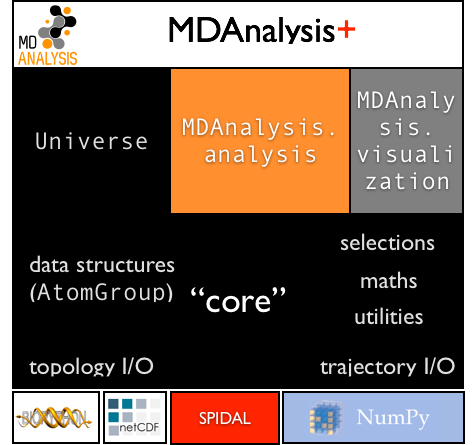 MD
ANALYSIS
MDAnalysis+
Universe
MDAnalysis.
analysis
MDAnaly
sis.
visuali
zation
data structures
(AtomGroup)
“core”
selections
maths
utilities
topology I/O
trajectory I/O
BIOPYTHON
netCDF
SPIDAL
NumPy